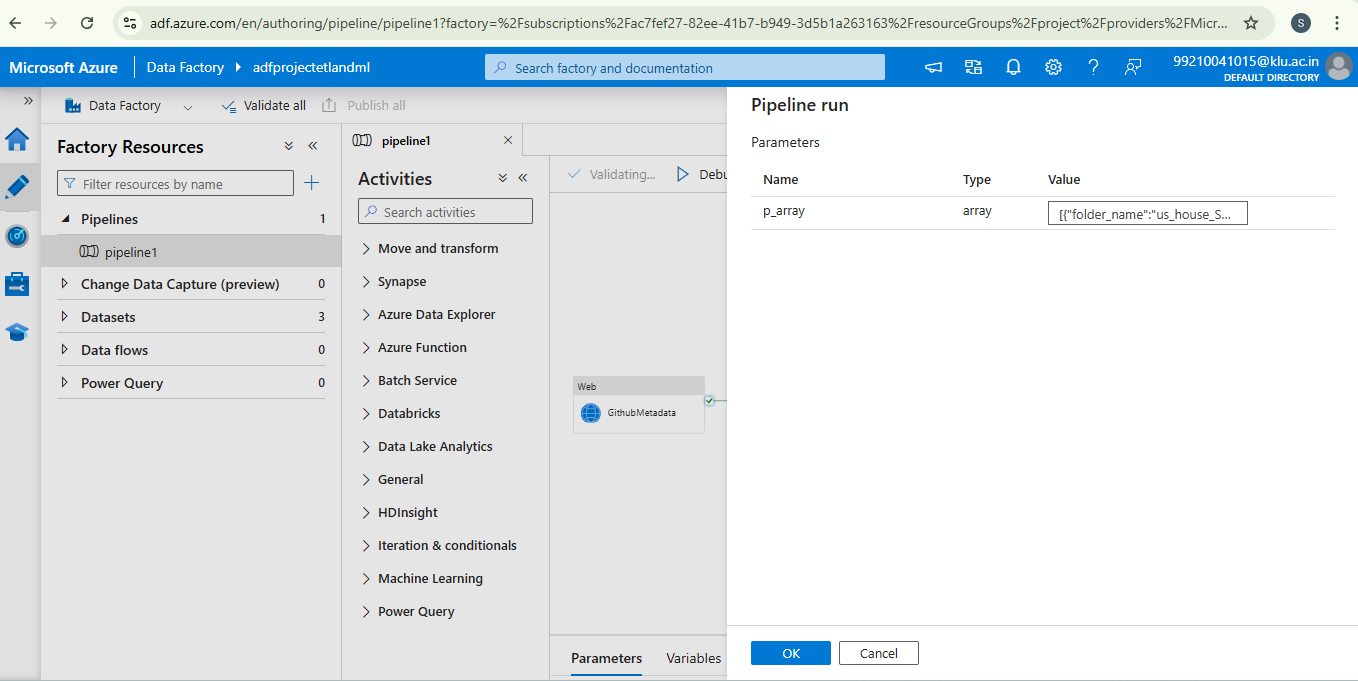 adf.azure.com/en/authoring/pipeline/pipeline1?factory=%2Fsubscriptions%2Fac7fef27-82ee-41b7-b949-3d5b1a263163%2FresourceGroups%2Fproject%2Fproviders%2FMicr...
S
Microsoft Azure
Data Factory
adfprojectetlandml
Search factory and documentation
99210041015@klu.ac.in
DEFAULT DIRECTORY
Data Factory
Validate all
Publish all
Factory Resources
Filter resources by name
Pipelines 1
pipeline1
Change Data Capture (preview) 0
Datasets 3
Data flows 0
Power Query 0
pipeline1
Activities
Search activities
Move and transform
Synapse
Azure Data Explorer
Azure Function
Batch Service
Databricks
Data Lake Analytics
General
HDInsight
Iteration & conditionals
Machine Learning
Power Query
Validating...
Debu
Web
GithubMetadata
Parameters
Variables
Pipeline run
Parameters
Name Type Value
p_array array [{"folder_name":"us_house_S...
OK
Cancel